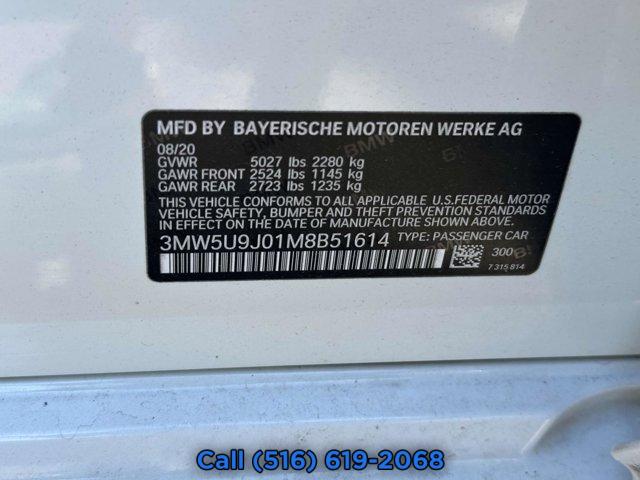 MFD BY BAYERISCHE MOTOREN WERKE AG
08/20
GVWR 5027 lbs 2280 kg
GAWR FRONT 2524 lbs 1145 kg
GAWR REAR 2723 lbs 1235 kg
THIS VEHICLE CONFORMS TO ALL APPLICABLE U.S.FEDERAL MOTOR
VEHICLE SAFETY, BUMPER AND THEFT PREVENTION STANDARDS
IN EFFECT ON THE DATE OF MANUFACTURE SHOWN ABOVE.
3MW5U9J01M8B51614 TYPE: PASSENGER CAR
300
7 315 814
Call (516) 619-2068